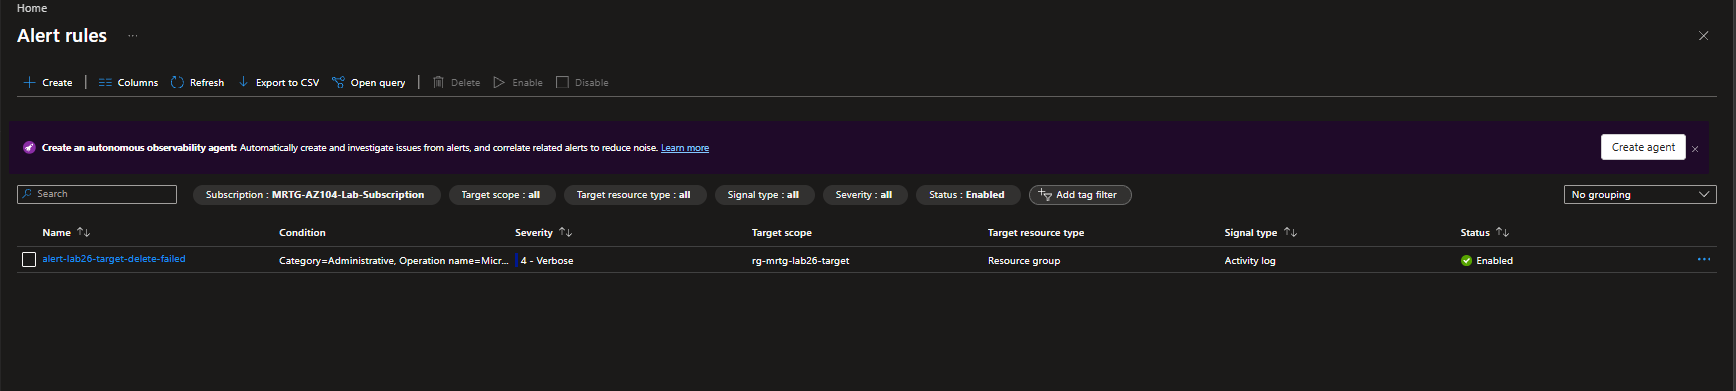 Home
Alert rules ...
Create Columns Refresh Export to CSV Open query Delete Enable Disable
Create an autonomous observability agent: Automatically create and investigate issues from alerts, and correlate related alerts to reduce noise. Learn more Create agent
Search Subscription : MRTG-AZ104-Lab-Subscription Target scope : all Target resource type : all Signal type : all Severity : all Status : Enabled Add tag filter No grouping
Name Condition Severity Target scope Target resource type Signal type Status
alert-lab26-target-delete-failed Category=Administrative, Operation name=Micr... 4 - Verbose rg-mrtg-lab26-target Resource group Activity log Enabled ...